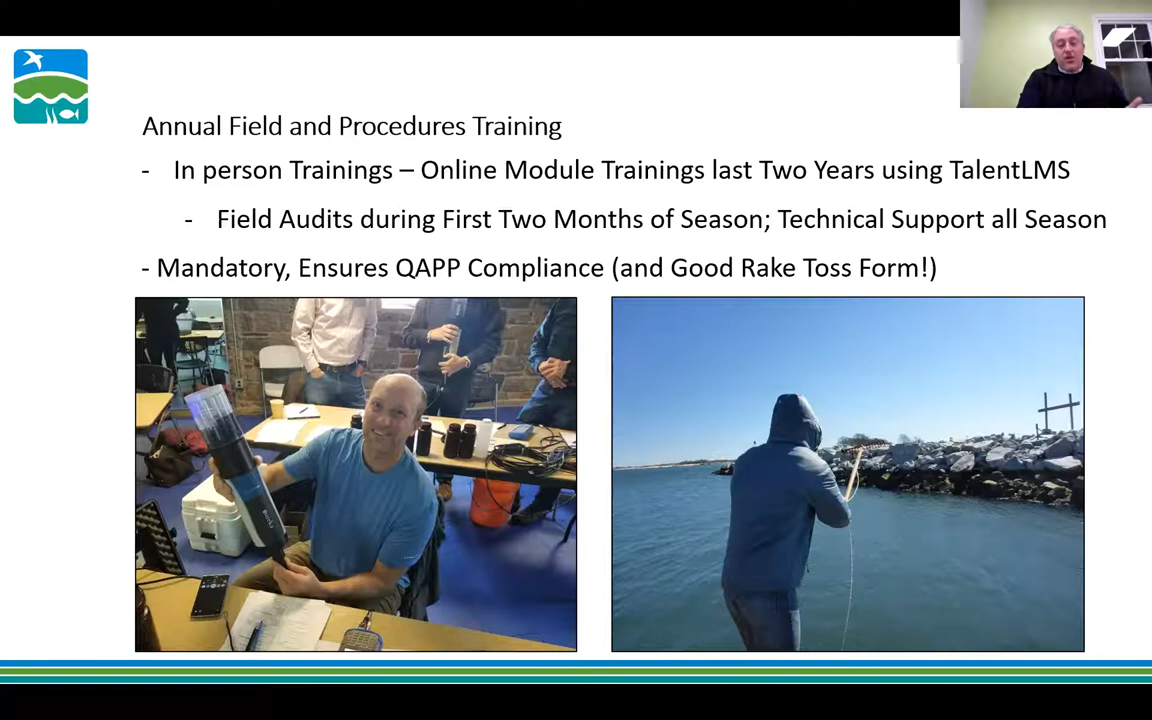 Annual Field and Procedures Training
- In person Trainings – Online Module Trainings last Two Years using TalentLMS
- Field Audits during First Two Months of Season; Technical Support all Season
- Mandatory, Ensures QAPP Compliance (and Good Rake Toss Form!)